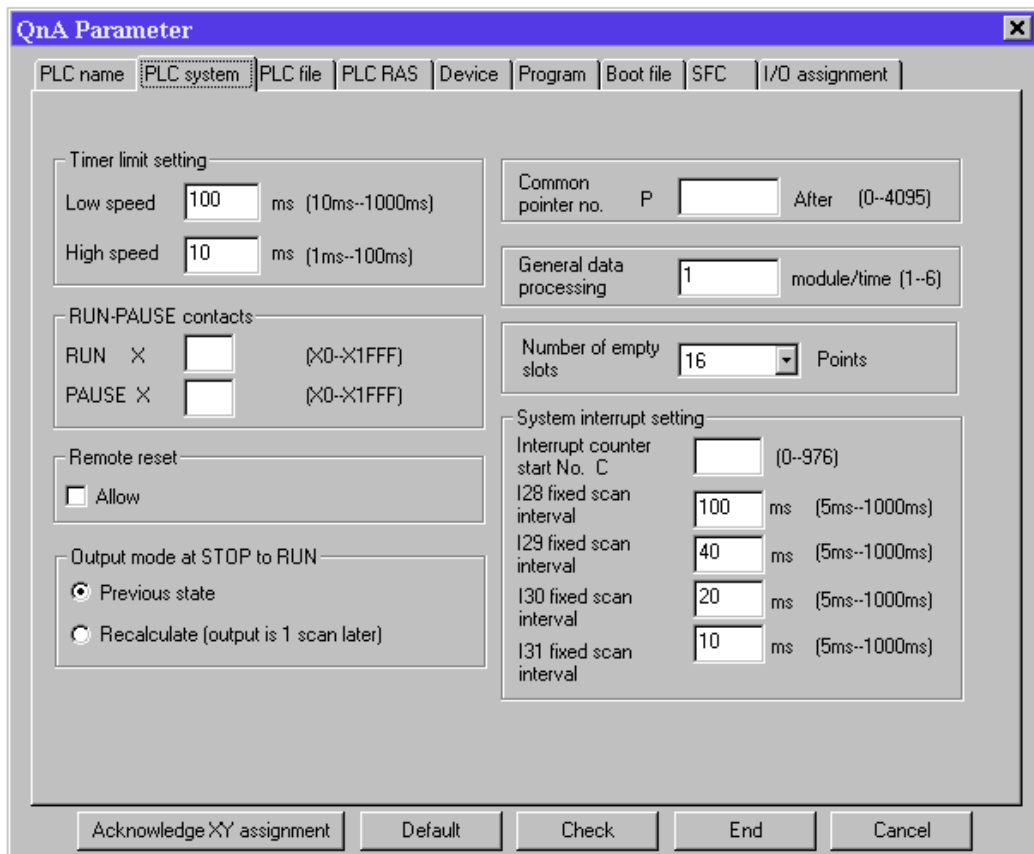 QnA Parameter
PLC name PLC system PLC file PLC RAS Device Program Boot file SFC I/O assignment
Timer limit setting
Low speed 100 ms (10ms--1000ms)
High speed 10 ms (1ms--100ms)
RUN-PAUSE contacts
RUN X (X0--X1FFF)
PAUSE X (X0--X1FFF)
Remote reset
Allow
Output mode at STOP to RUN
Previous state
Recalculate (output is 1 scan later)
Common
pointer no. P After (0--4095)
General data
processing 1 module/time (1--6)
Number of empty
slots 16 Points
System interrupt setting
Interrupt counter
start No. C (0--976)
I28 fixed scan
interval 100 ms (5ms--1000ms)
I29 fixed scan
interval 40 ms (5ms--1000ms)
I30 fixed scan
interval 20 ms (5ms--1000ms)
I31 fixed scan
interval 10 ms (5ms--1000ms)
Acknowledge XY assignment Default Check End Cancel